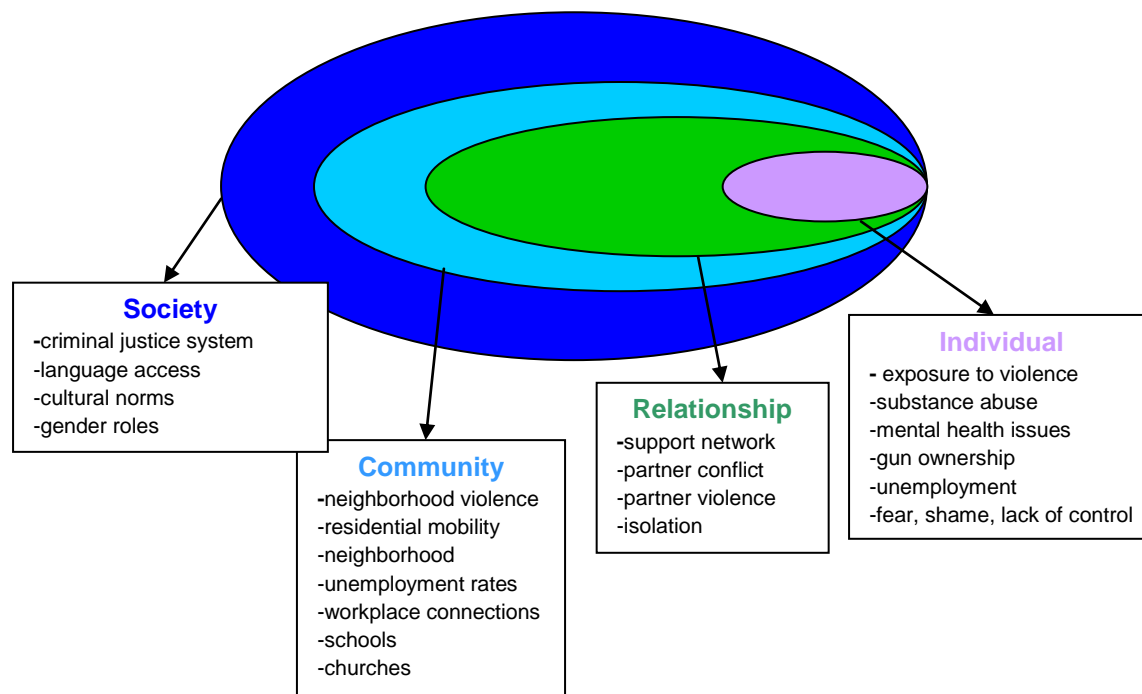 Society
-criminal justice system
-language access
-cultural norms
-gender roles
Community
-neighborhood violence
-residential mobility
-neighborhood
-unemployment rates
-workplace connections
-schools
-churches
Relationship
-support network
-partner conflict
-partner violence
-isolation
Individual
- exposure to violence
-substance abuse
-mental health issues
-gun ownership
-unemployment
-fear, shame, lack of control